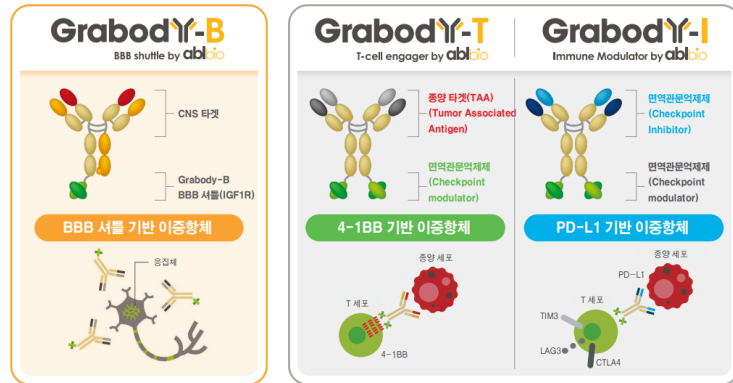 Grabody-B
BBB shuttle by ablbio
CNS 타겟
Grabody-B
BBB 셔틀(IGF1R)
BBB 셔틀 기반 이중항체
응집체
Grabody-T
T-cell engager by ablbio
종양 타겟(TAA)
(Tumor Associated
Antigen)
면역관문억제제
(Checkpoint
modulator)
4-1BB 기반 이중항체
종양 세포
T 세포
4-1BB
Grabody-I
Immune Modulator by ablbio
면역관문억제제
(Checkpoint
Inhibitor)
면역관문억제제
(Checkpoint
modulator)
PD-L1 기반 이중항체
종양 세포
PD-L1
T 세포
TIM3
LAG3
CTLA4